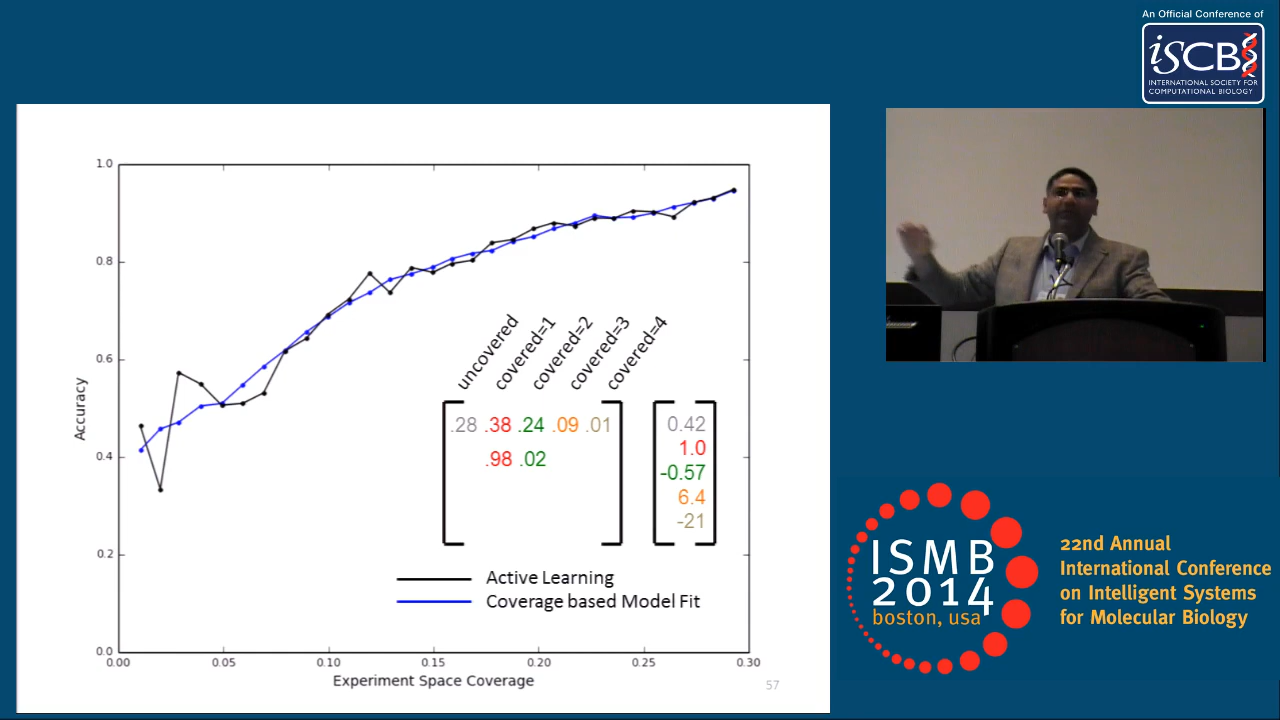 An Official Conference of
iSCB
INTERNATIONAL SOCIETY FOR
COMPUTATIONAL BIOLOGY
1.0
0.8
0.6
0.4
0.2
0.0
Accuracy
0.00 0.05 0.10 0.15 0.20 0.25 0.30
Experiment Space Coverage
uncovered
covered=1
covered=2
covered=3
covered=4
.28 .38 .24 .09 .01
.98 .02
0.42
1.0
-0.57
6.4
-21
Active Learning
Coverage based Model Fit
57
ISMB
2014
boston, usa
22nd Annual
International Conference
on Intelligent Systems
for Molecular Biology